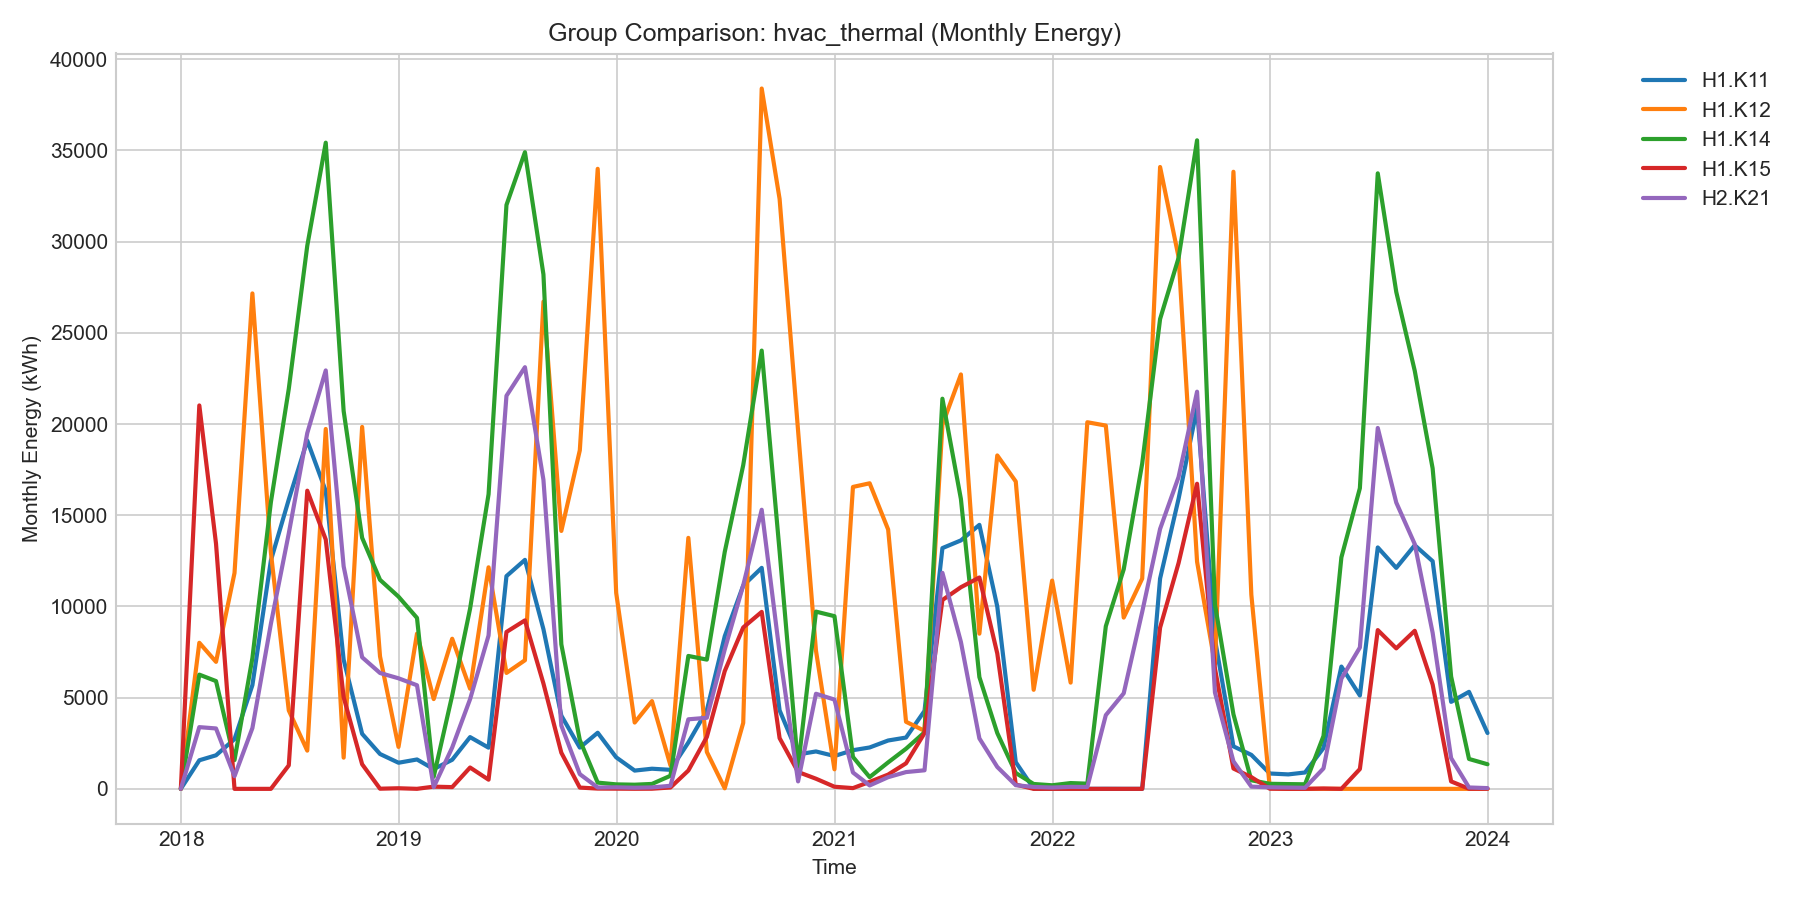 Group Comparison: hvac_thermal (Monthly Energy)
40000
35000
30000
25000
20000
15000
10000
5000
0
Monthly Energy (kWh)
2018
2019
2020
2021
2022
2023
2024
Time
H1.K11
H1.K12
H1.K14
H1.K15
H2.K21